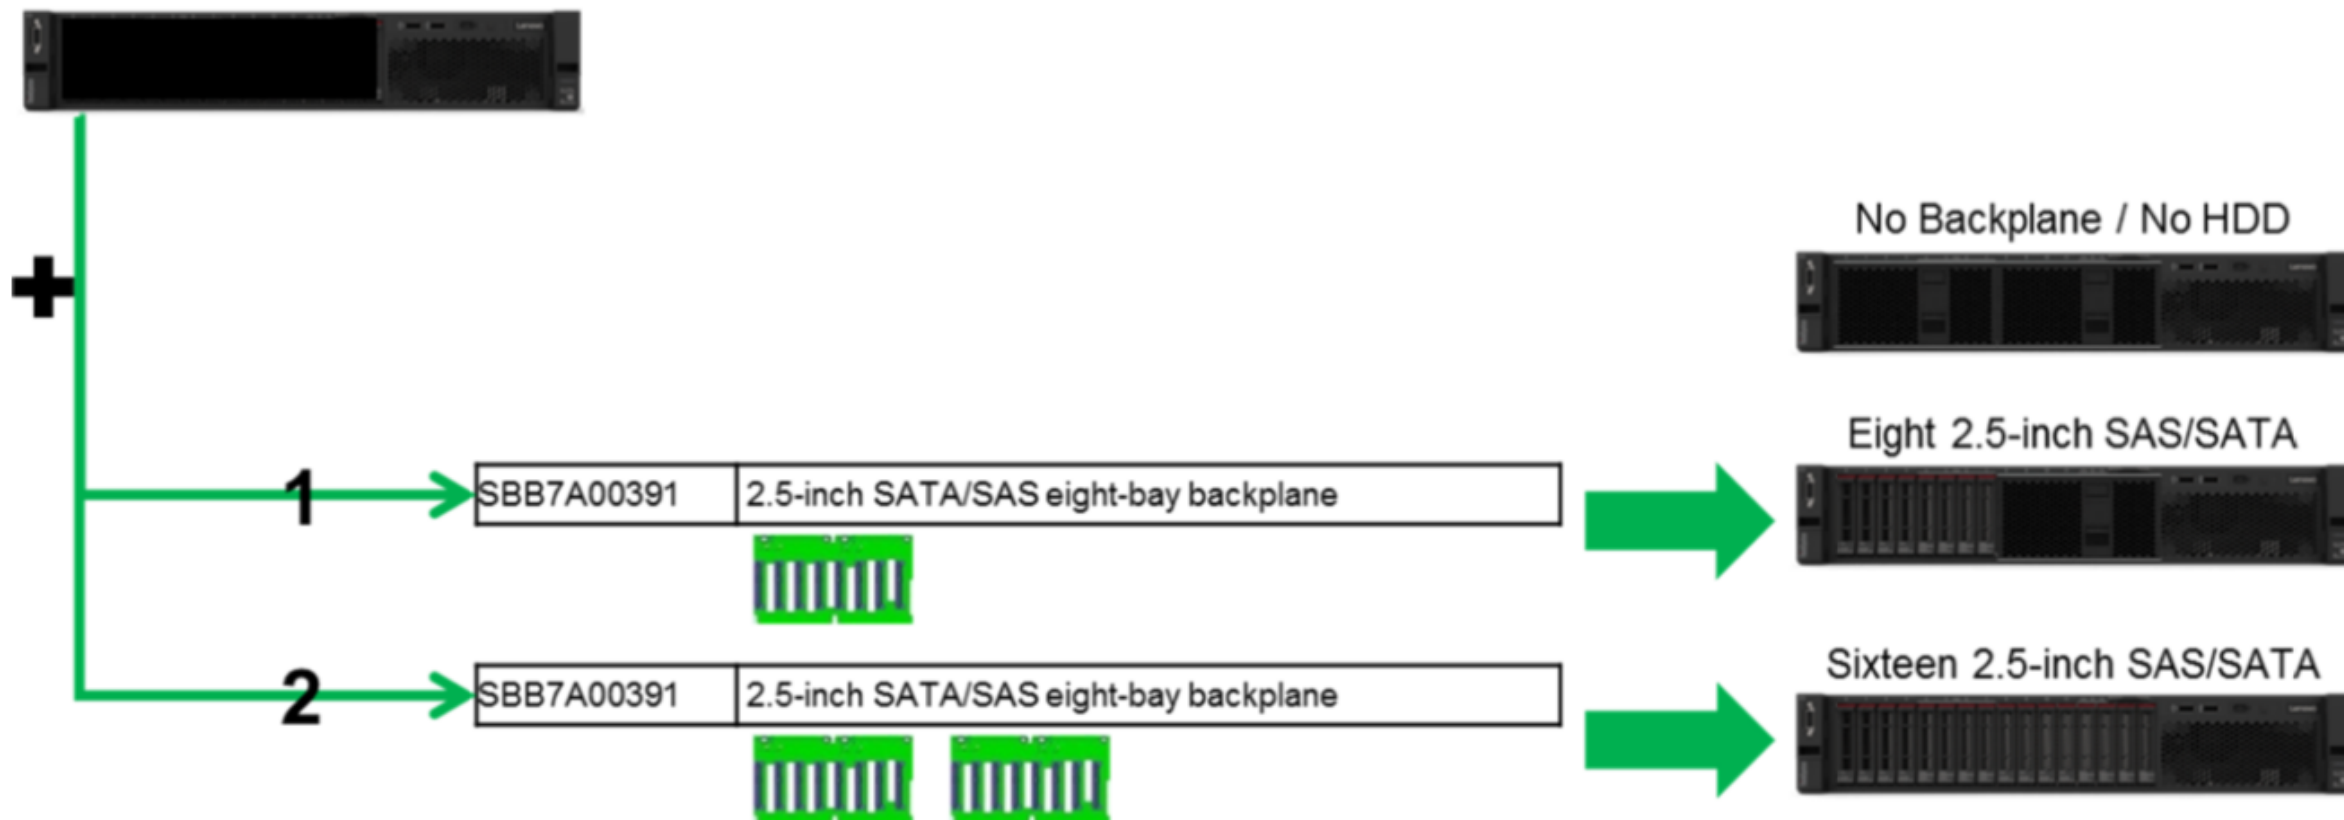 No Backplane / No HDD
Eight 2.5-inch SAS/SATA
1
SBB7A00391 2.5-inch SATA/SAS eight-bay backplane
Sixteen 2.5-inch SAS/SATA
2
SBB7A00391 2.5-inch SATA/SAS eight-bay backplane